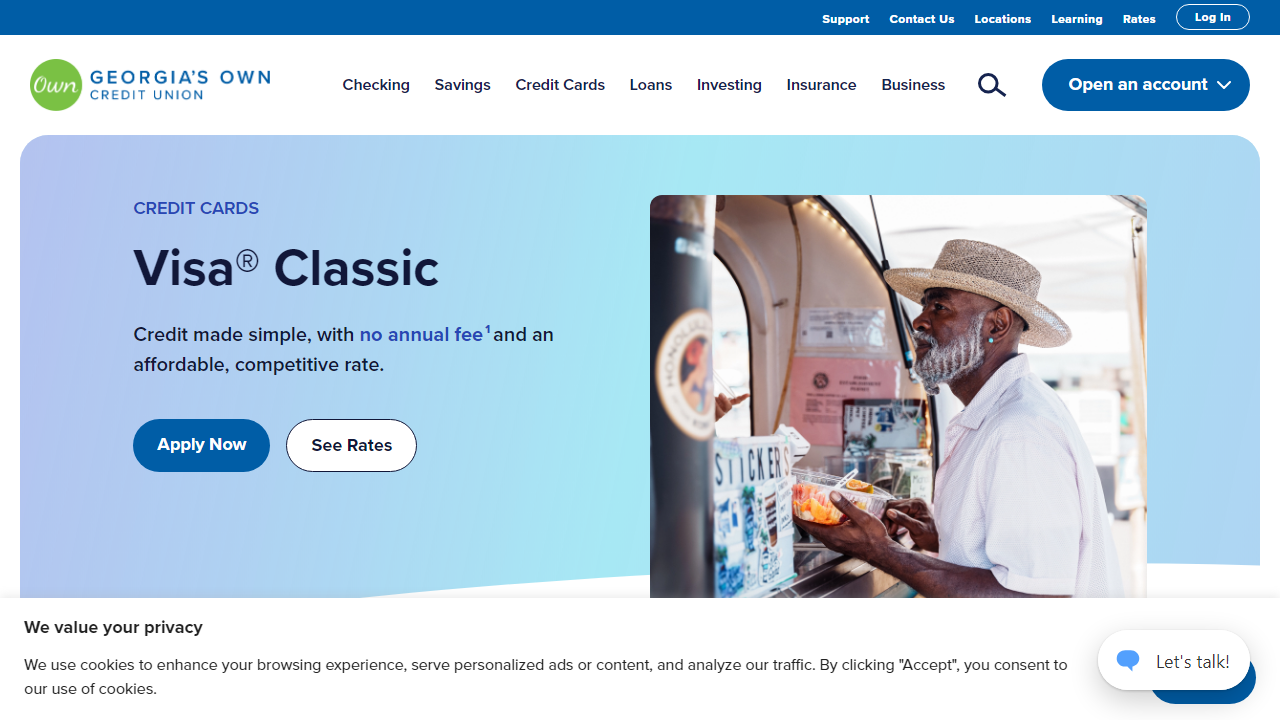 Support Contact Us Locations Learning Rates Log In
Own GEORGIA'S OWN
CREDIT UNION
Checking Savings Credit Cards Loans Investing Insurance Business
Open an account
CREDIT CARDS
Visa® Classic
Credit made simple, with no annual fee¹ and an
affordable, competitive rate.
Apply Now
See Rates
STICKERS
We value your privacy
We use cookies to enhance your browsing experience, serve personalized ads or content, and analyze our traffic. By clicking "Accept", you consent to
our use of cookies.
Let's talk!